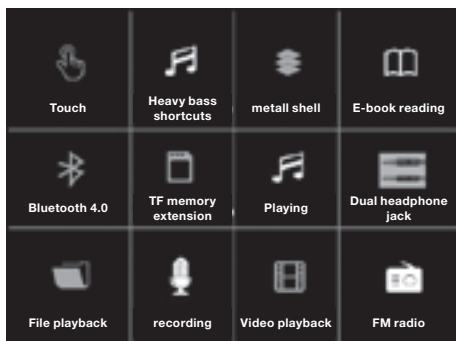 Touch
Heavy bass
shortcuts
metall shell
E-book reading
Bluetooth 4.0
TF memory
extension
Playing
Dual headphone
jack
File playback
recording
Video playback
FM radio